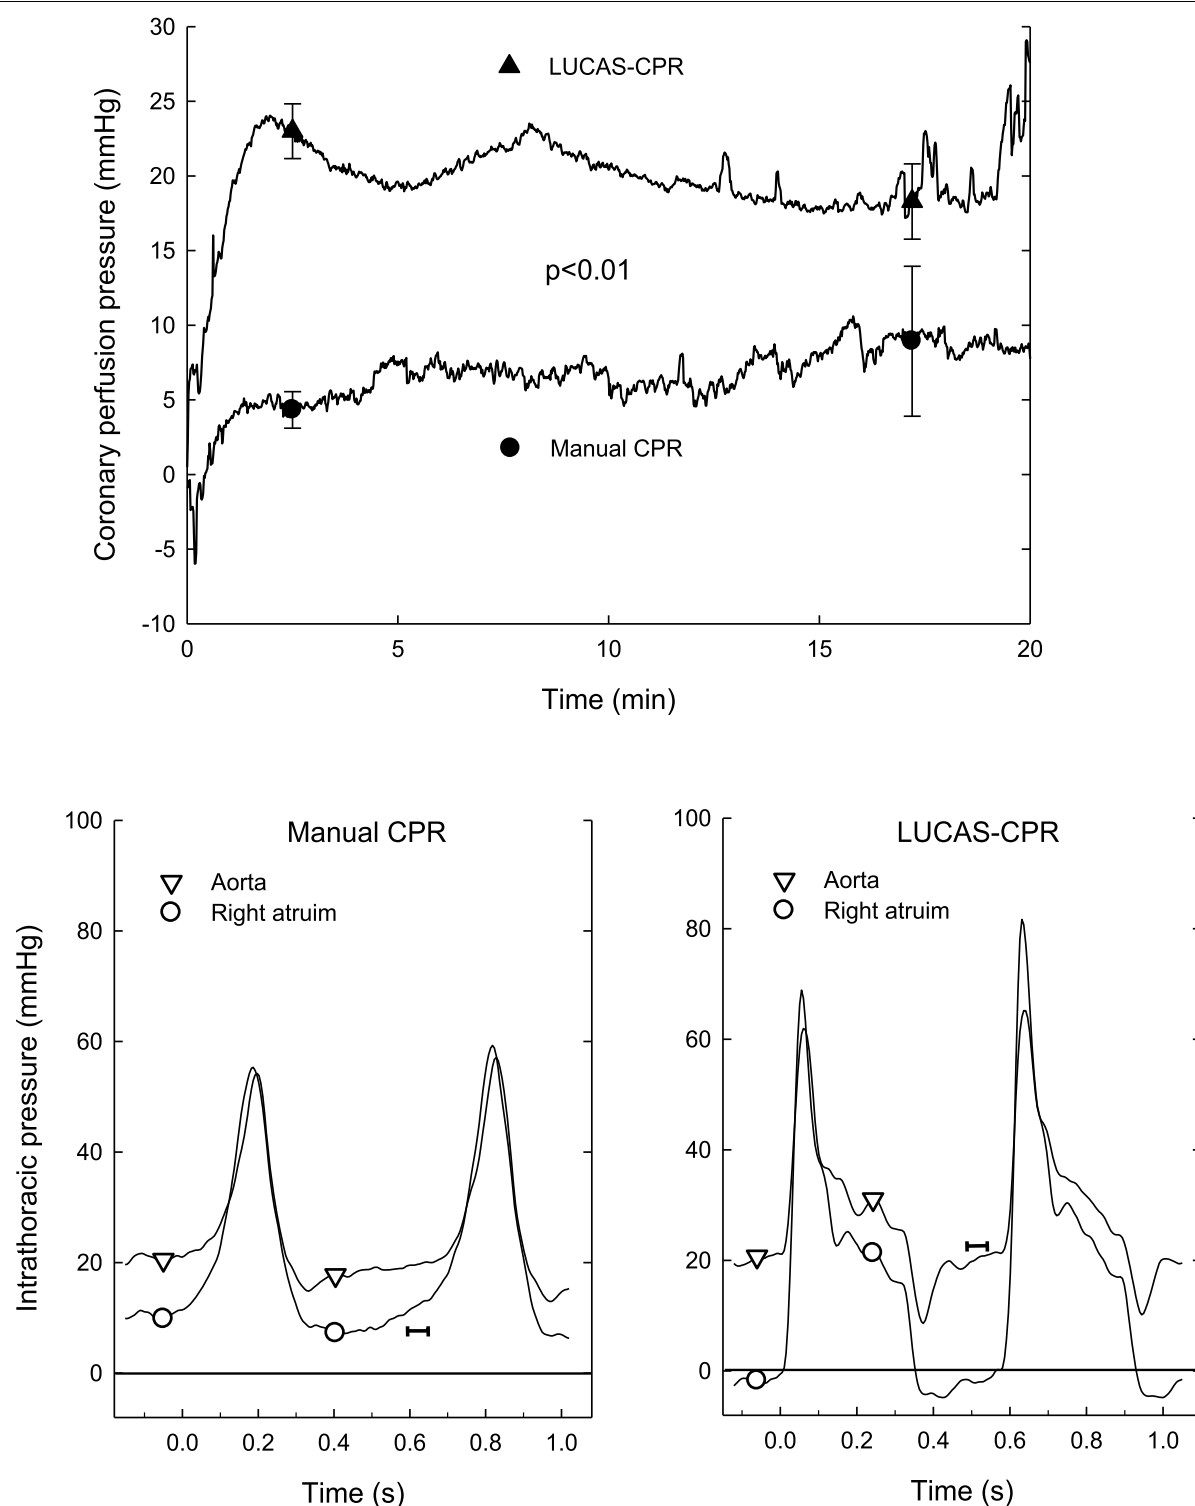 Coronary perfusion pressure (mmHg)
30
25
20
15
10
5
0
-5
-10
LUCAS-CPR
p<0.01
Manual CPR
0 5 10 15 20
Time (min)
Intrathoracic pressure (mmHg)
100
80
60
40
20
0
Manual CPR
Aorta
Right atruim
0.0 0.2 0.4 0.6 0.8 1.0
Time (s)
100
80
60
40
20
0
LUCAS-CPR
Aorta
Right atruim
0.0 0.2 0.4 0.6 0.8 1.0
Time (s)